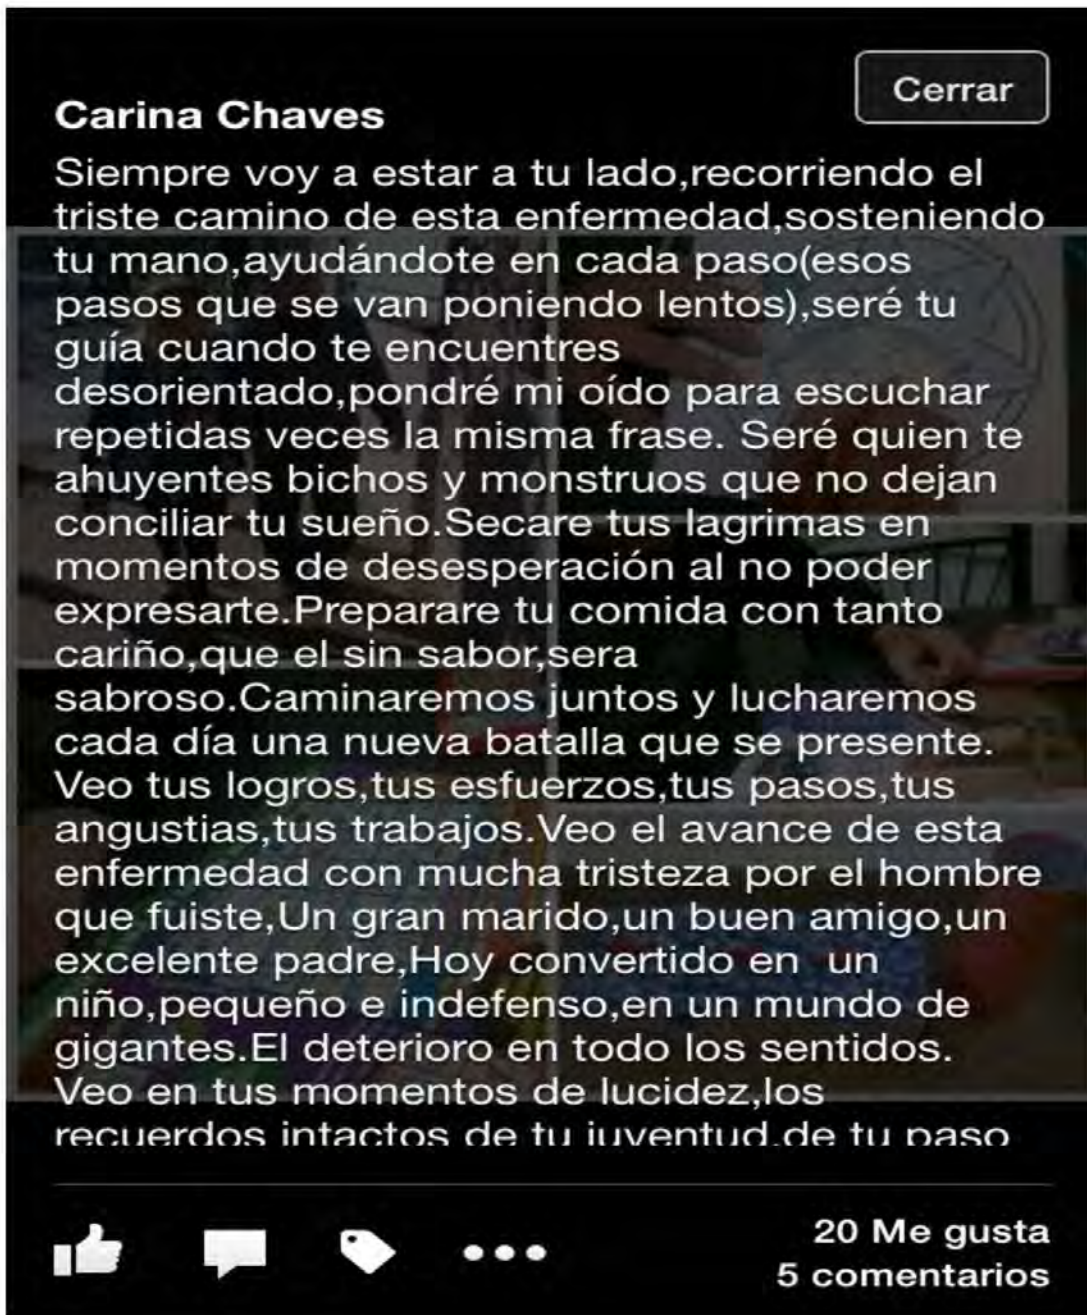 Cerrar
Carina Chaves
Siempre voy a estar a tu lado,recorriendo el
triste camino de esta enfermedad,sosteniendo
tu mano,ayudándote en cada paso(esos
pasos que se van poniendo lentos),seré tu
guía cuando te encuentres
desorientado,pondré mi oído para escuchar
repetidas veces la misma frase. Seré quien te
ahuyentes bichos y monstruos que no dejan
conciliar tu sueño.Secare tus lagrimas en
momentos de desesperación al no poder
expresarte.Preparare tu comida con tanto
cariño,que el sin sabor,sera
sabroso.Caminaremos juntos y lucharemos
cada día una nueva batalla que se presente.
Veo tus logros,tus esfuerzos,tus pasos,tus
angustias,tus trabajos.Veo el avance de esta
enfermedad con mucha tristeza por el hombre
que fuiste,Un gran marido,un buen amigo,un
excelente padre,Hoy convertido en  un
niño,pequeño e indefenso,en un mundo de
gigantes.El deterioro en todo los sentidos.
Veo en tus momentos de lucidez,los
recuerdos intactos de tu juventud,de tu paso
20 Me gusta
5 comentarios